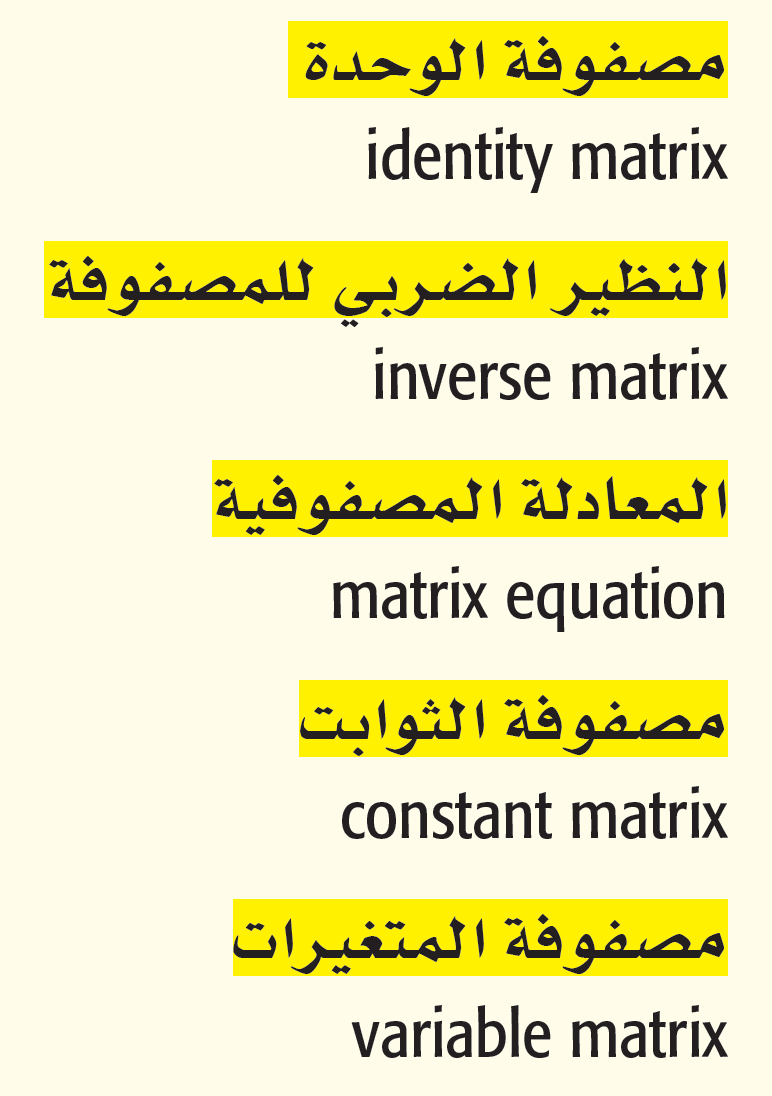 مصفوفة الوحدة
identity matrix
النظير الضربي للمصفوفة
inverse matrix
المعادلة المصفوفية
matrix equation
مصفوفة الثوابت
constant matrix
مصفوفة المتغيرات
variable matrix